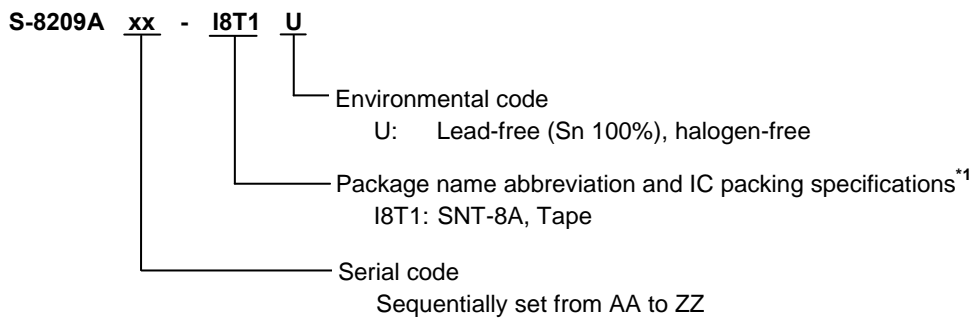 S-8209A xx - I8T1 U
Environmental code
U: Lead-free (Sn 100%), halogen-free
Package name abbreviation and IC packing specifications*1
I8T1: SNT-8A, Tape
Serial code
Sequentially set from AA to ZZ